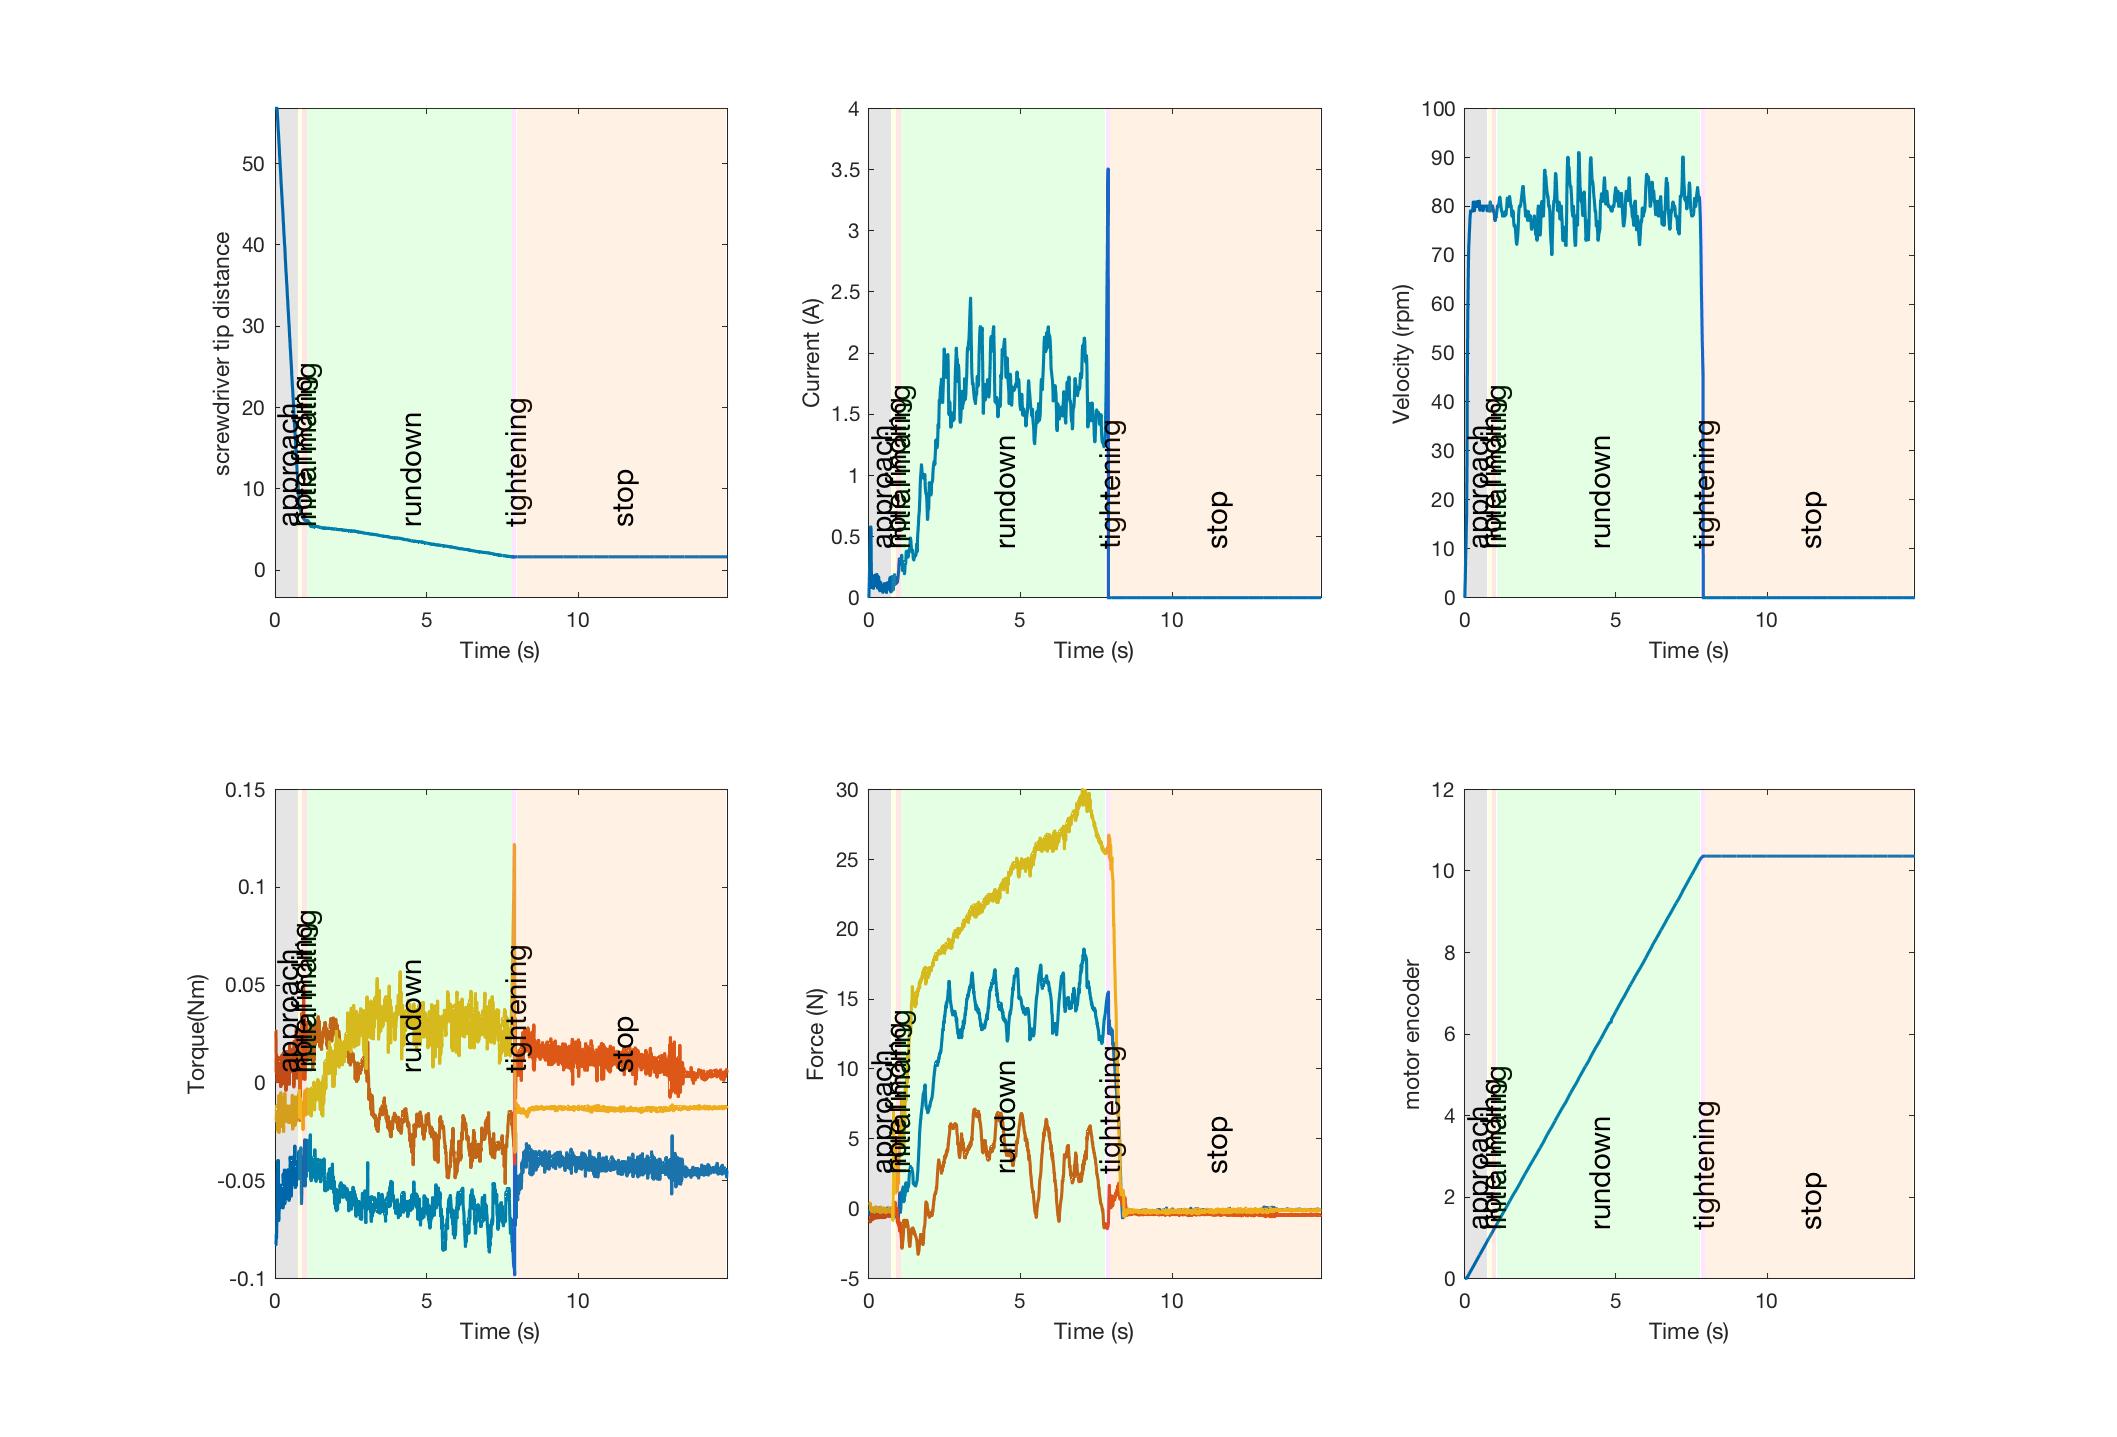 50
40
30
20
10
0
screwdriver tip distance
approach
initial mating
rundown
tightening
stop
0 5 10
Time (s)
4
3.5
3
2.5
2
1.5
1
0.5
0
Current (A)
approach
initial mating
rundown
tightening
stop
0 5 10
Time (s)
100
90
80
70
60
50
40
30
20
10
0
Velocity (rpm)
approach
initial mating
rundown
tightening
stop
0 5 10
Time (s)
0.15
0.1
0.05
0
-0.05
-0.1
Torque(Nm)
approach
initial mating
rundown
tightening
stop
0 5 10
Time (s)
30
25
20
15
10
5
0
-5
Force (N)
approach
initial mating
rundown
tightening
stop
0 5 10
Time (s)
12
10
8
6
4
2
0
motor encoder
approach
initial mating
rundown
tightening
stop
0 5 10
Time (s)